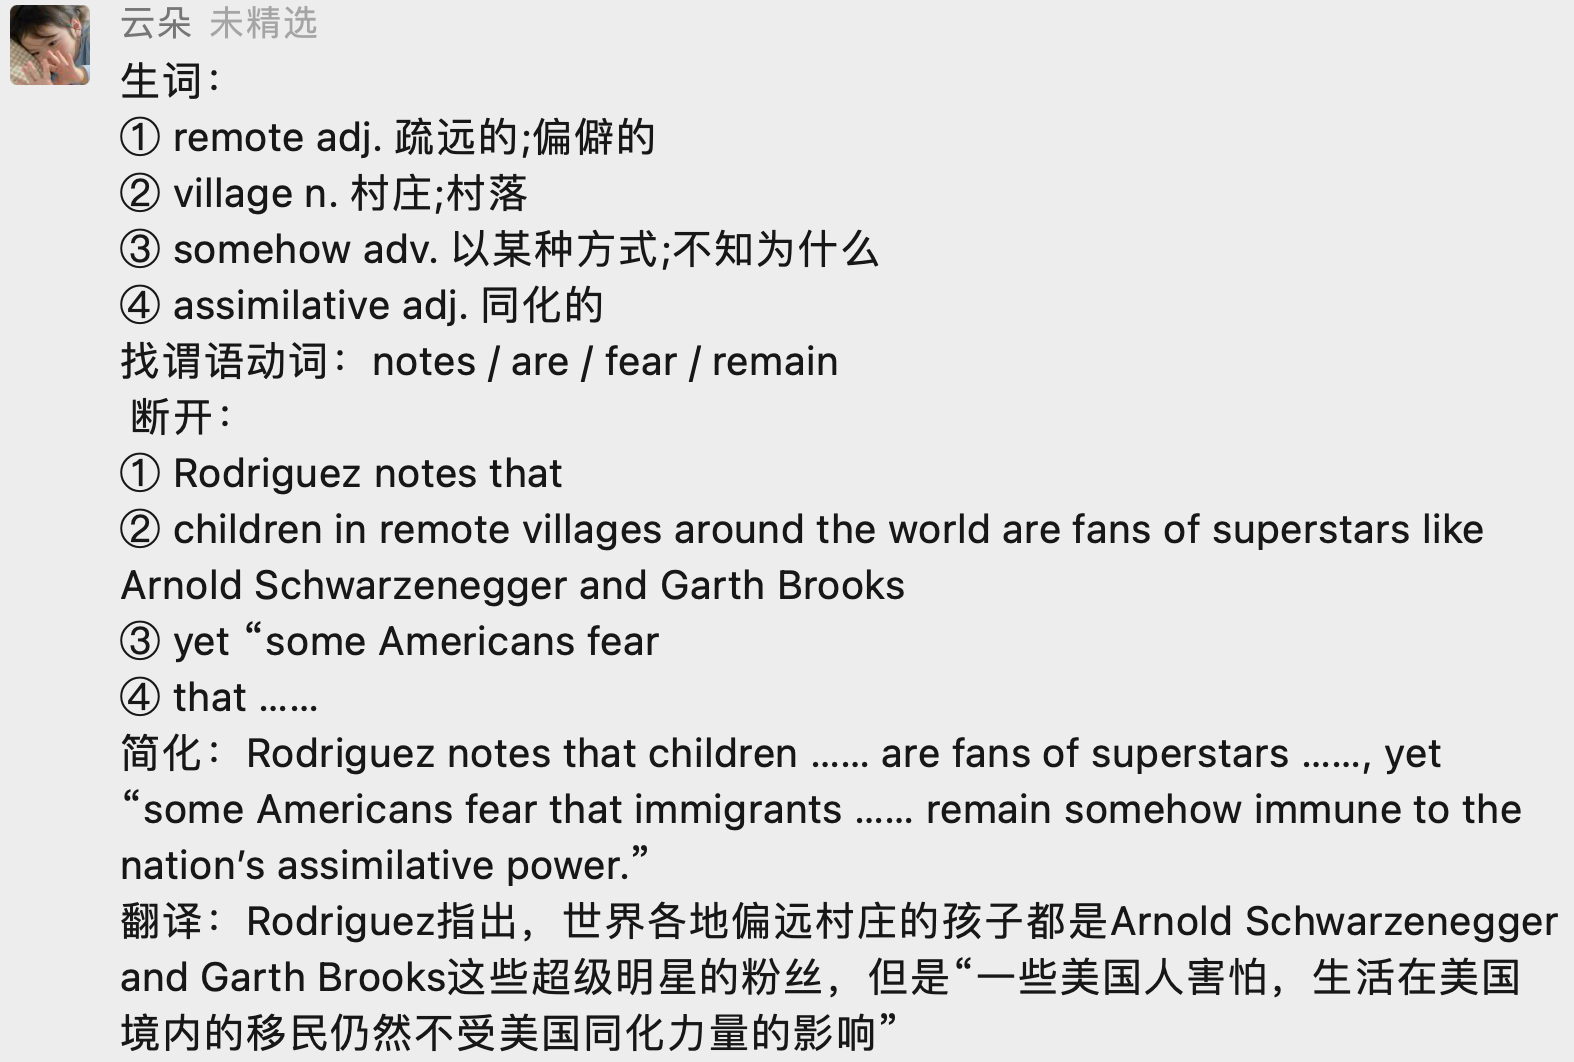 云朵 未精选
生词：
① remote adj. 疏远的;偏僻的
② village n. 村庄;村落
③ somehow adv. 以某种方式;不知为什么
④ assimilative adj. 同化的
找谓语动词：notes / are / fear / remain
断开：
① Rodriguez notes that
② children in remote villages around the world are fans of superstars like
Arnold Schwarzenegger and Garth Brooks
③ yet “some Americans fear
④ that ……
简化：Rodriguez notes that children …… are fans of superstars ……, yet
“some Americans fear that immigrants …… remain somehow immune to the
nation’s assimilative power.”
翻译：Rodriguez指出，世界各地偏远村庄的孩子都是Arnold Schwarzenegger
and Garth Brooks这些超级明星的粉丝，但是“一些美国人害怕，生活在美国
境内的移民仍然不受美国同化力量的影响”